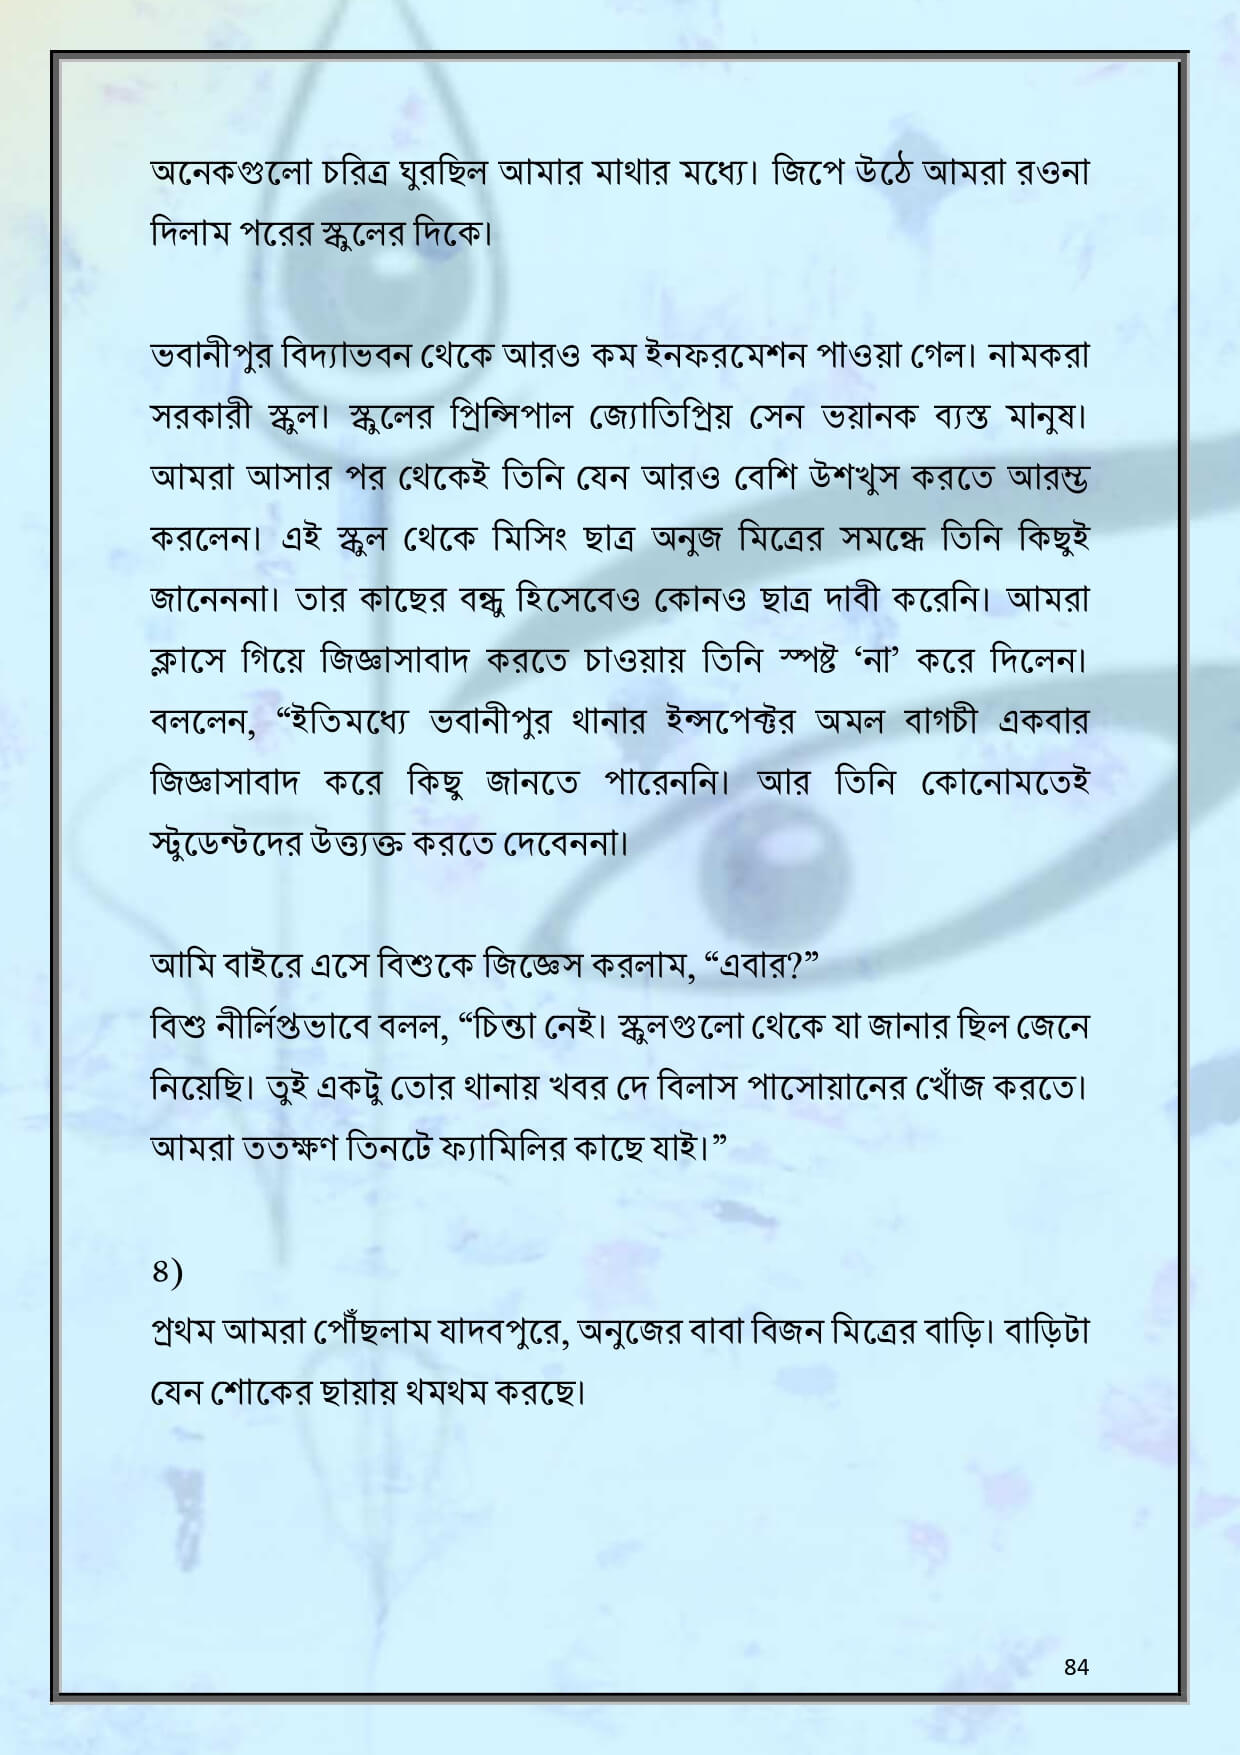 অনেকগুলো চরিত্র ঘুরছিল আমার মাথার মধ্যে। জিপে উঠে আমরা রওনা
দিলাম পরের স্কুলের দিকে।
ভবানীপুর বিদ্যাভবন থেকে আরও কম ইনফরমেশন পাওয়া গেল। নামকরা
সরকারী স্কুল। স্কুলের প্রিন্সিপাল জ্যোতিপ্রিয় সেন ভয়ানক ব্যস্ত মানুষ।
আমরা আসার পর থেকেই তিনি যেন আরও বেশি উশখুস করতে আরম্ভ
করলেন। এই স্কুল থেকে মিসিং ছাত্র অনুজ মিত্রের সমন্ধে তিনি কিছুই
জানেননা। তার কাছের বন্ধু হিসেবেও কোনও ছাত্র দাবী করেনি। আমরা
ক্লাসে গিয়ে জিজ্ঞাসাবাদ করতে চাওয়ায় তিনি স্পষ্ট ‘না’ করে দিলেন।
বললেন, “ইতিমধ্যে ভবানীপুর থানার ইন্সপেক্টর অমল বাগচী একবার
জিজ্ঞাসাবাদ করে কিছু জানতে পারেননি। আর তিনি কোনোমতেই
স্টুডেন্টদের উত্ত্যক্ত করতে দেবেননা।
আমি বাইরে এসে বিশুকে জিজ্ঞেস করলাম, “এবার?”
বিশু নীর্লিপ্তভাবে বলল, “চিন্তা নেই। স্কুলগুলো থেকে যা জানার ছিল জেনে
নিয়েছি। তুই একটু তোর থানায় খবর দে বিলাস পাসোয়ানের খোঁজ করতে।
আমরা ততক্ষণ তিনটে ফ্যামিলির কাছে যাই।”
৪)
প্রথম আমরা পৌঁছলাম যাদবপুরে, অনুজের বাবা বিজন মিত্রের বাড়ি। বাড়িটা
যেন শোকের ছায়ায় থমথম করছে।
84